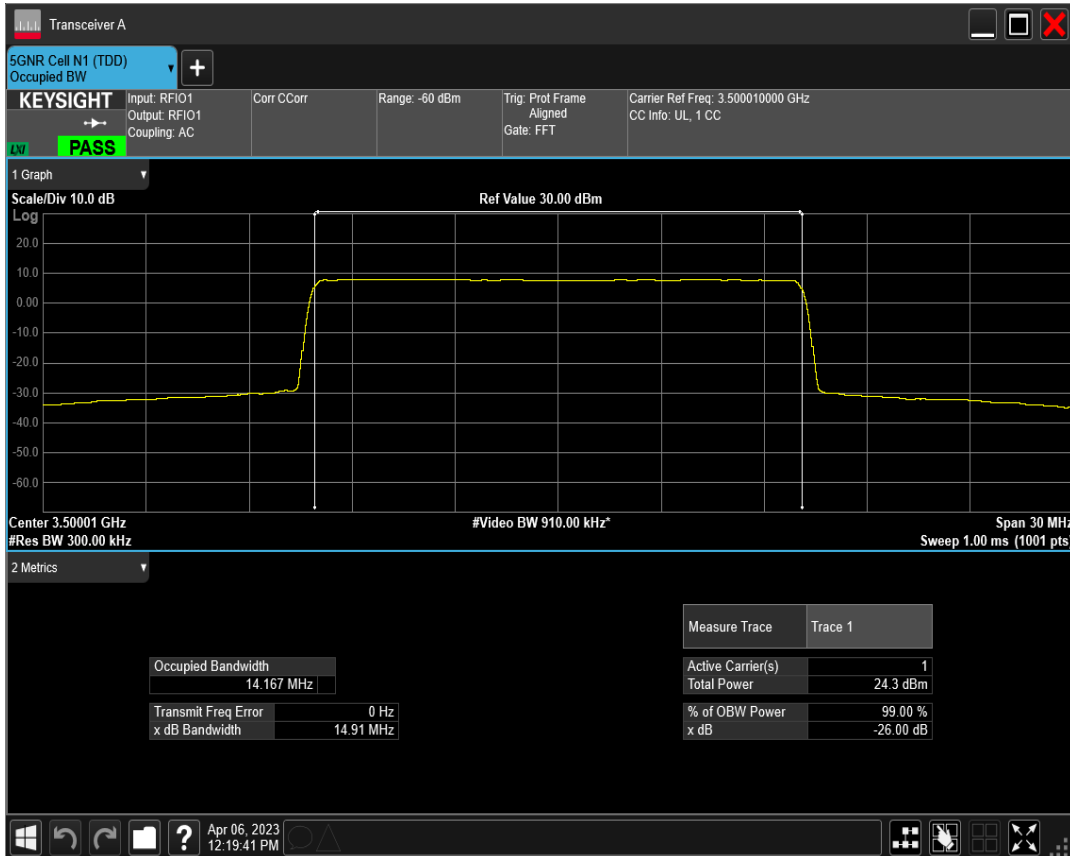 Transceiver A
5GNR Cell N1 (TDD)
Occupied BW
+
KEYSIGHT
LXI
PASS
Input: RFIO1
Output: RFIO1
Coupling: AC
Corr CCorr
Range: -60 dBm
Trig: Prot Frame
Aligned
Gate: FFT
Carrier Ref Freq: 3.500010000 GHz
CC Info: UL, 1 CC
1 Graph
Scale/Div 10.0 dB
Ref Value 30.00 dBm
Log
20.0
10.0
0.00
-10.0
-20.0
-30.0
-40.0
-50.0
-60.0
Center 3.50001 GHz
#Video BW 910.00 kHz*
Span 30 MHz
#Res BW 300.00 kHz
Sweep 1.00 ms (1001 pts)
2 Metrics
Measure Trace Trace 1
Occupied Bandwidth
14.167 MHz
Active Carrier(s) 1
Total Power 24.3 dBm
Transmit Freq Error 0 Hz
x dB Bandwidth 14.91 MHz
% of OBW Power 99.00 %
x dB -26.00 dB
?
Apr 06, 2023
12:19:41 PM